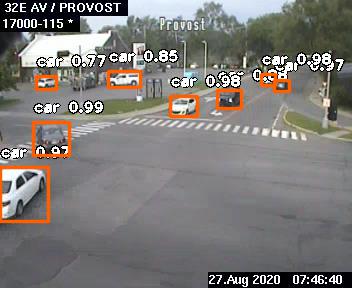 32E AV / PROVOST
17000-115 *
Provost
car 0.77
car 0.85
car 0.98
car 0.98
car 0.97
car 0.99
car 0.97
27.Aug 2020 07:46:40